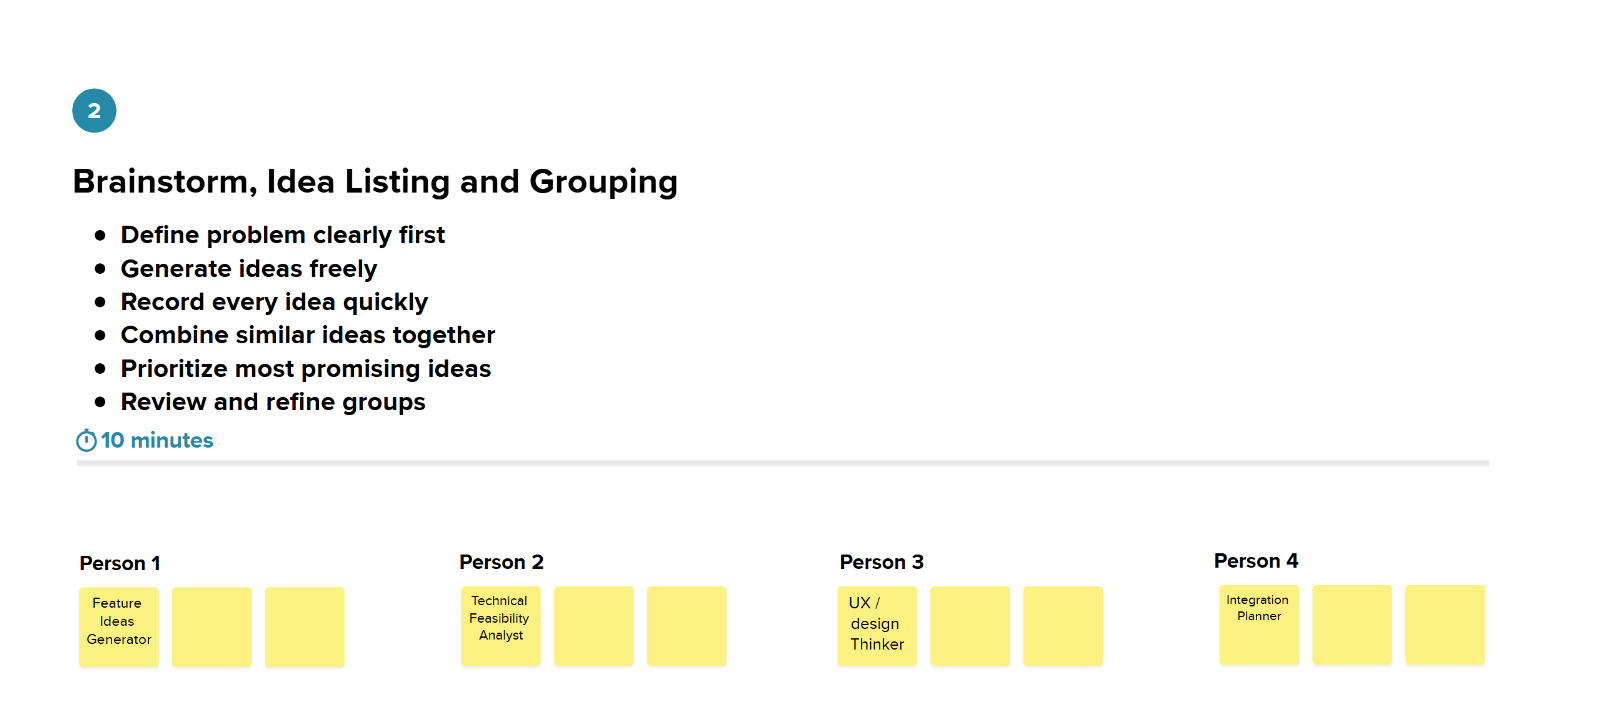 2
Brainstorm, Idea Listing and Grouping
Define problem clearly first
Generate ideas freely
Record every idea quickly
Combine similar ideas together
Prioritize most promising ideas
Review and refine groups
10 minutes
Person 1
Feature
Ideas
Generator
Person 2
Technical
Feasibility
Analyst
Person 3
UX /
design
Thinker
Person 4
Integration
Planner